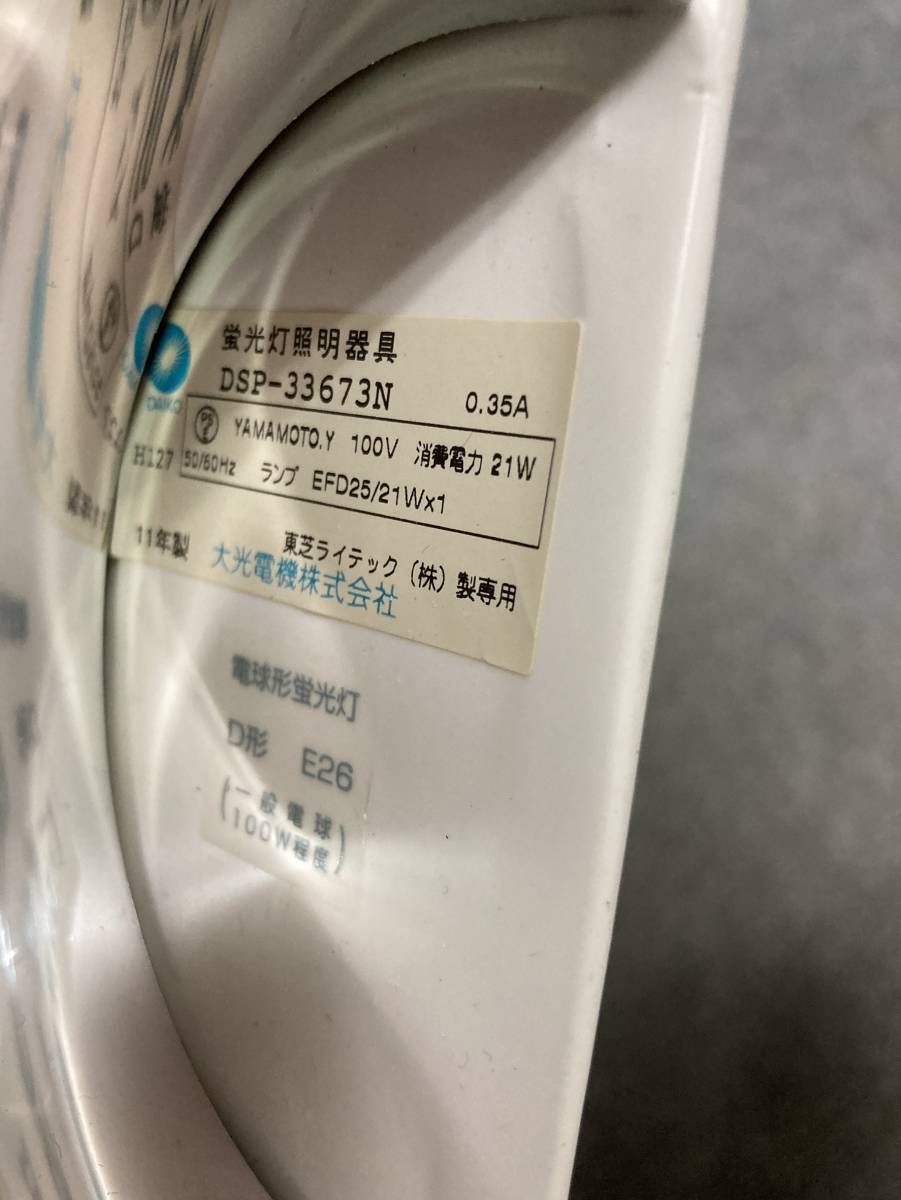 蛍光灯照明器具
DAIKO
DSP-33673N 0.35A
PS E
YAMAMOTO.Y 100V 消費電力 21W
H127 50/60Hz ランプ EFD25/21Wx1
11年製 東芝ライテック(株)製専用
大光電機株式会社
電球形蛍光灯
D形 E26
(一般電球
100W程度)